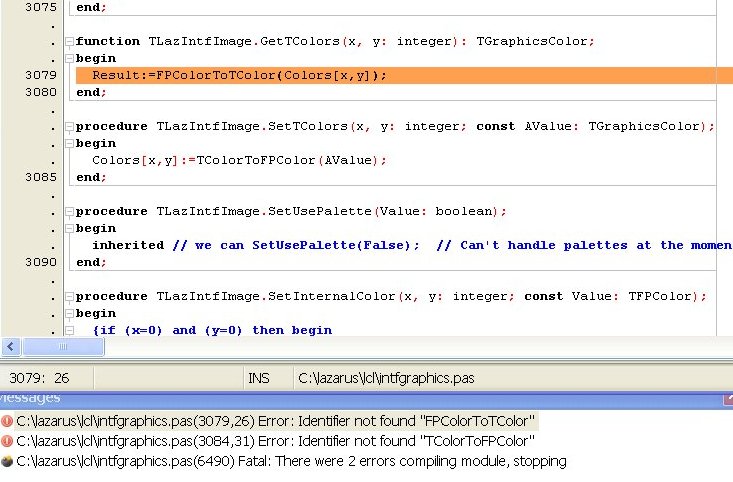 3075 end;
.
. function TLazIntfImage.GetTColors(x, y: integer): TGraphicsColor;
. begin
3079 Result:=FPColorToTColor(Colors[x,y]);
3080 end;
.
. procedure TLazIntfImage.SetTColors(x, y: integer; const AValue: TGraphicsColor);
. begin
. Colors[x,y]:=TColorToFPColor(AValue);
3085 end;
.
. procedure TLazIntfImage.SetUsePalette(Value: boolean);
. begin
. inherited // we can SetUsePalette(False); // Can't handle palettes at the momen
3090 end;
.
. procedure TLazIntfImage.SetInternalColor(x, y: integer; const Value: TFPColor);
. begin
. {if (x=0) and (y=0) then begin
3079: 26 INS C:\lazarus\lcl\intfgraphics.pas
Messages
C:\lazarus\lcl\intfgraphics.pas(3079,26) Error: Identifier not found "FPColorToTColor"
C:\lazarus\lcl\intfgraphics.pas(3084,31) Error: Identifier not found "TColorToFPColor"
C:\lazarus\lcl\intfgraphics.pas(6490) Fatal: There were 2 errors compiling module, stopping